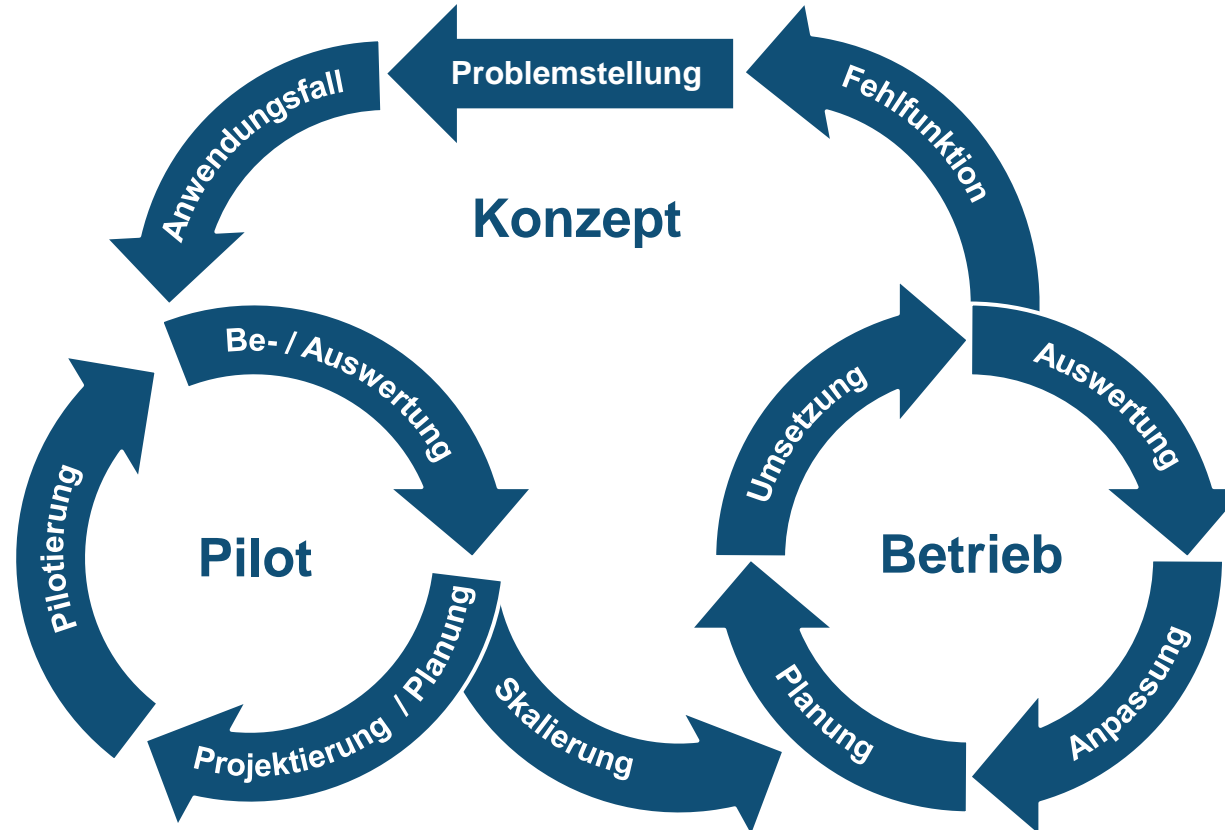 Problemstellung
Fehlfunktion
Anwendungsfall
Konzept
Be- / Auswertung
Auswertung
Umsetzung
Pilotierung
Pilot
Betrieb
Projektierung / Planung
Skalierung
Planung
Anpassung